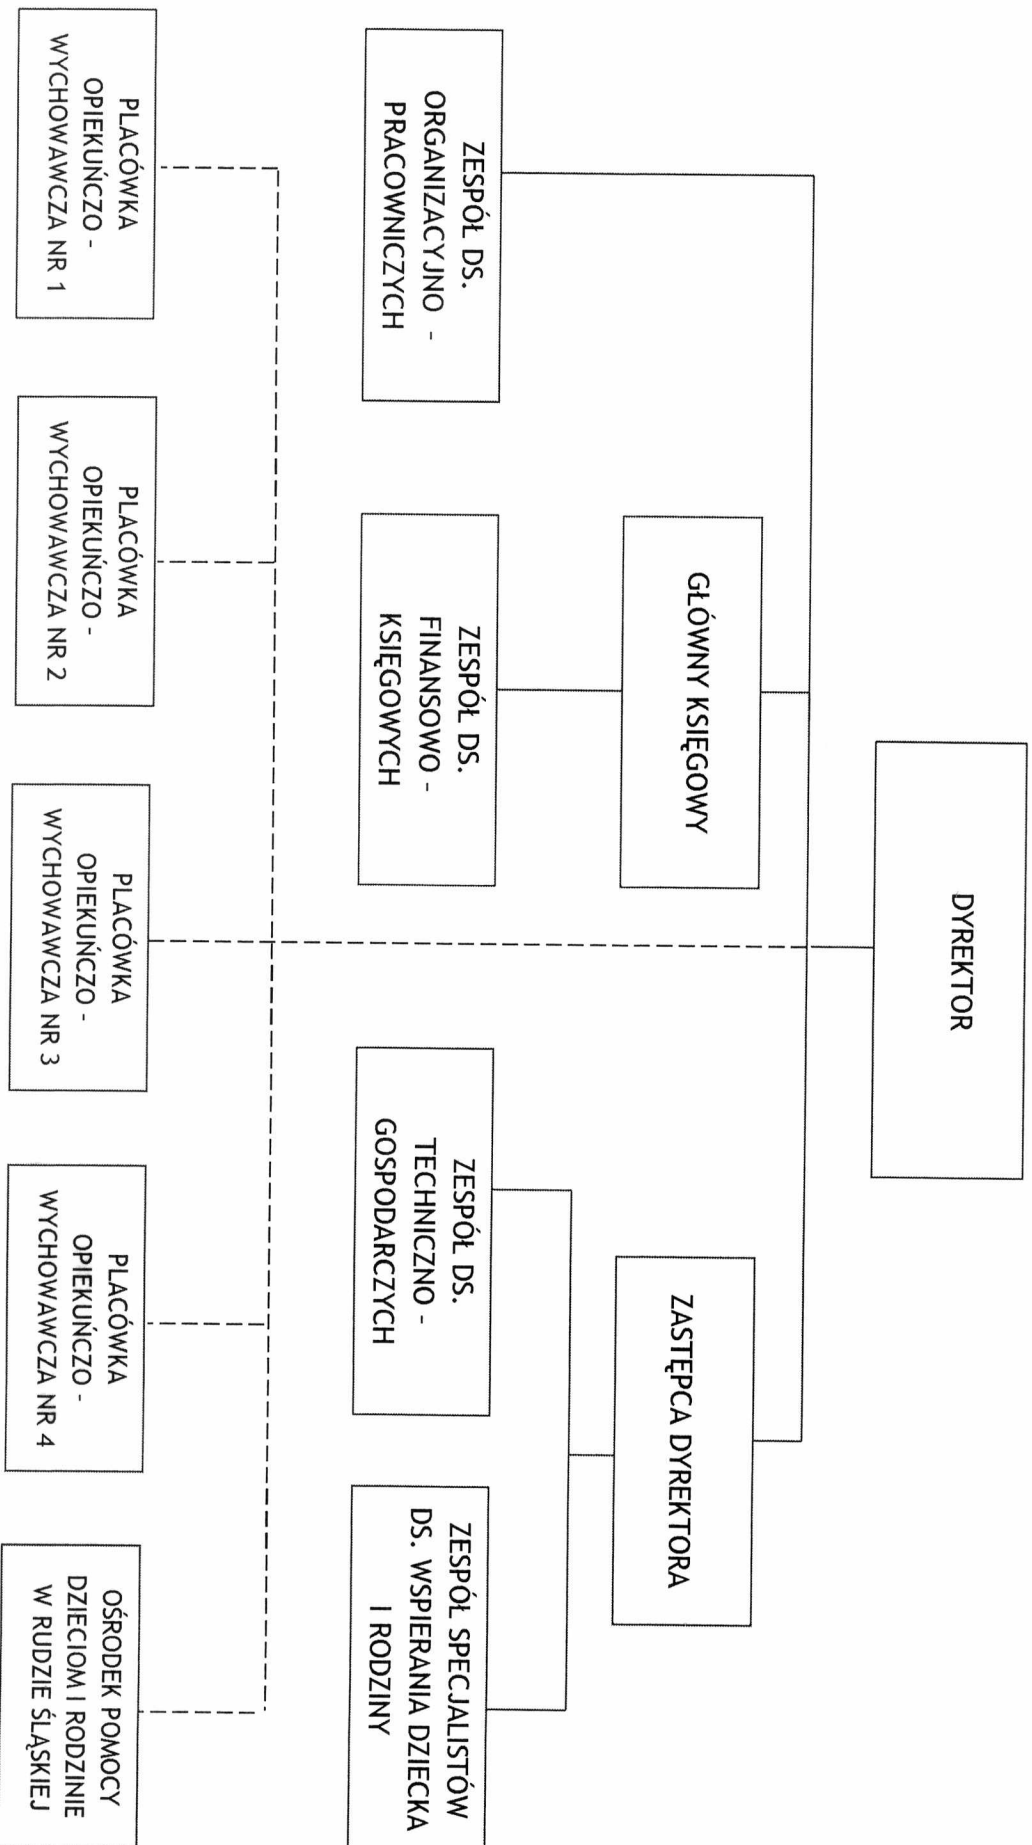 DYREKTOR
GŁÓWNY KSIĘGOWY
ZASTĘPCA DYREKTORA
ZESPÓŁ DS.
ORGANIZACYJNO -
PRACOWNICZYCH
ZESPÓŁ DS.
FINANSOWO -
KSIĘGOWYCH
ZESPÓŁ DS.
TECHNICZNO -
GOSPODARCZYCH
ZESPÓŁ SPECJALISTÓW
DS. WSPIERANIA DZIECKA
I RODZINY
PLACÓWKA
OPIEKUŃCZO -
WYCHOWAWCZA NR 1
PLACÓWKA
OPIEKUŃCZO -
WYCHOWAWCZA NR 2
PLACÓWKA
OPIEKUŃCZO -
WYCHOWAWCZA NR 3
PLACÓWKA
OPIEKUŃCZO -
WYCHOWAWCZA NR 4
OŚRODEK POMOCY
DZIECIOM I RODZINIE
W RUDZIE ŚLĄSKIEJ